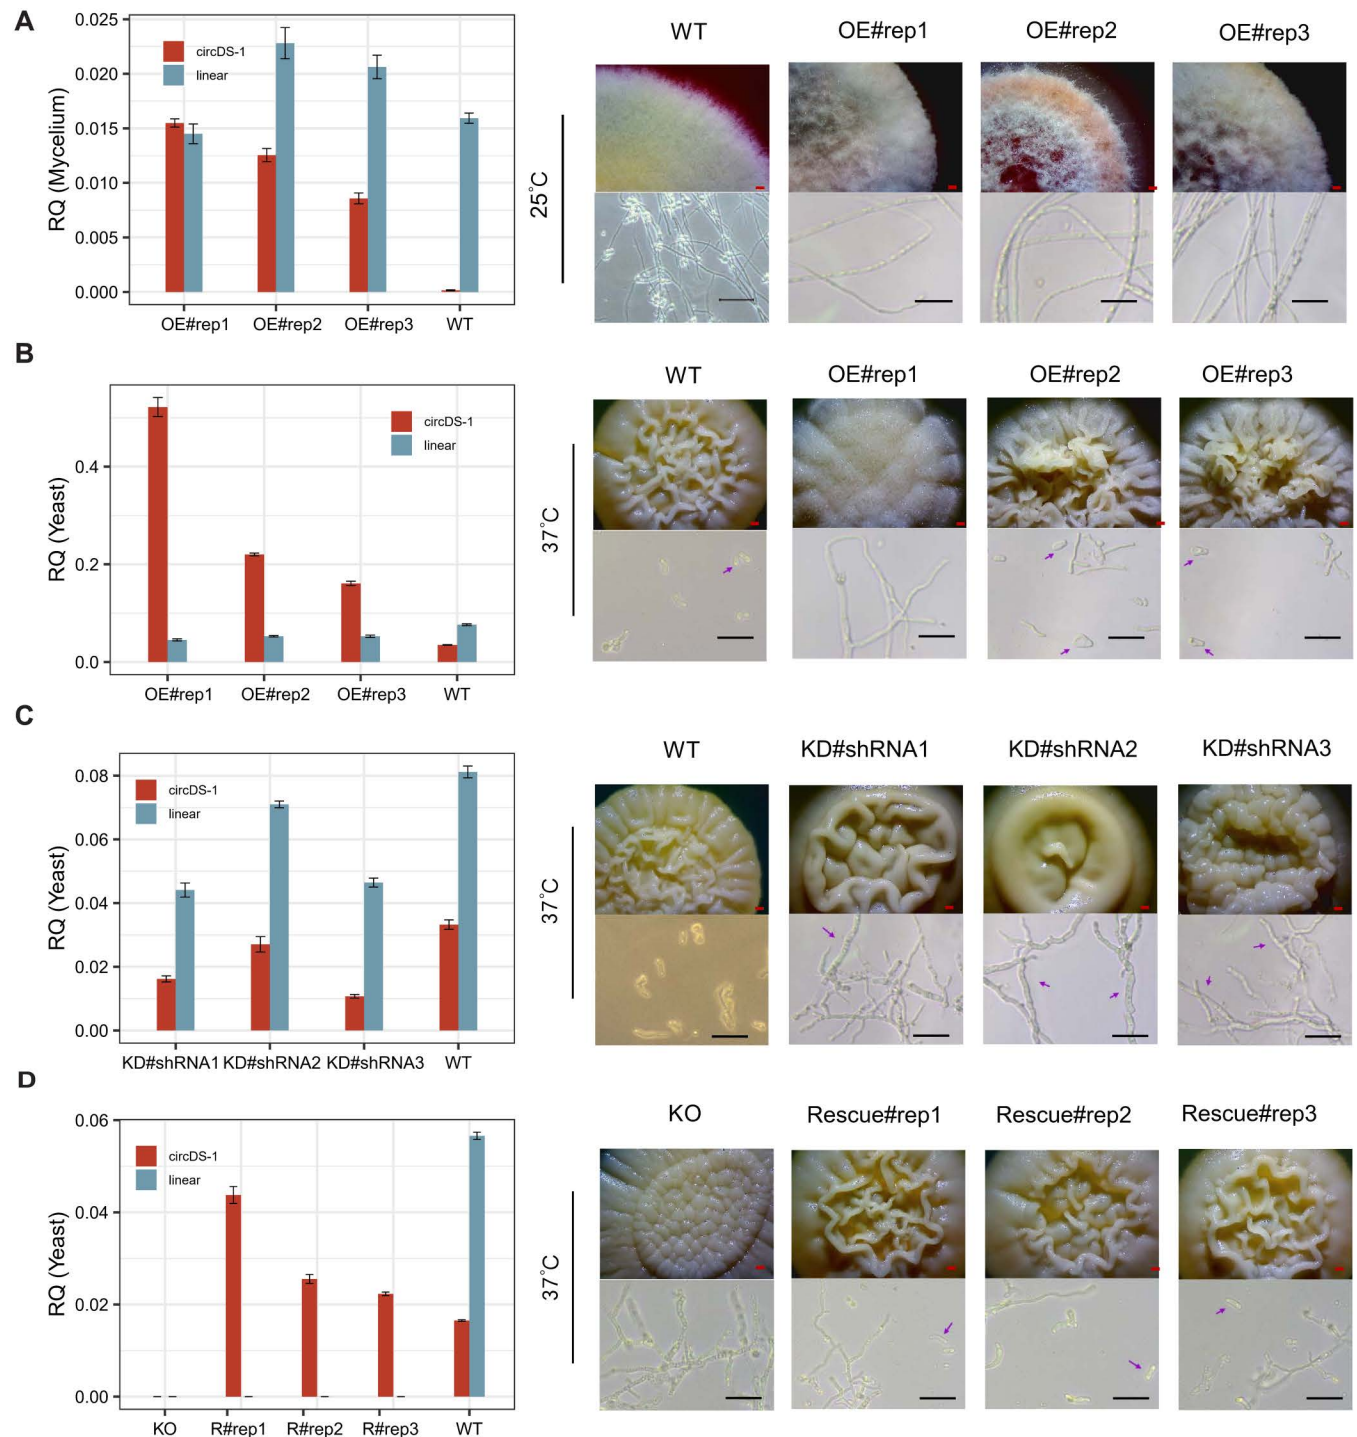 A
0.025
0.020
0.015
0.010
0.005
0.000
RQ (Mycelium)
circDS-1
linear
OE#rep1 OE#rep2 OE#rep3 WT
25°C
WT OE#rep1 OE#rep2 OE#rep3
B
0.4
0.2
0.0
RQ (Yeast)
circDS-1
linear
OE#rep1 OE#rep2 OE#rep3 WT
37°C
WT OE#rep1 OE#rep2 OE#rep3
C
0.08
0.06
0.04
0.02
0.00
RQ (Yeast)
circDS-1
linear
KD#shRNA1 KD#shRNA2 KD#shRNA3 WT
37°C
WT KD#shRNA1 KD#shRNA2 KD#shRNA3
D
0.06
0.04
0.02
0.00
RQ (Yeast)
circDS-1
linear
KO R#rep1 R#rep2 R#rep3 WT
37°C
KO Rescue#rep1 Rescue#rep2 Rescue#rep3